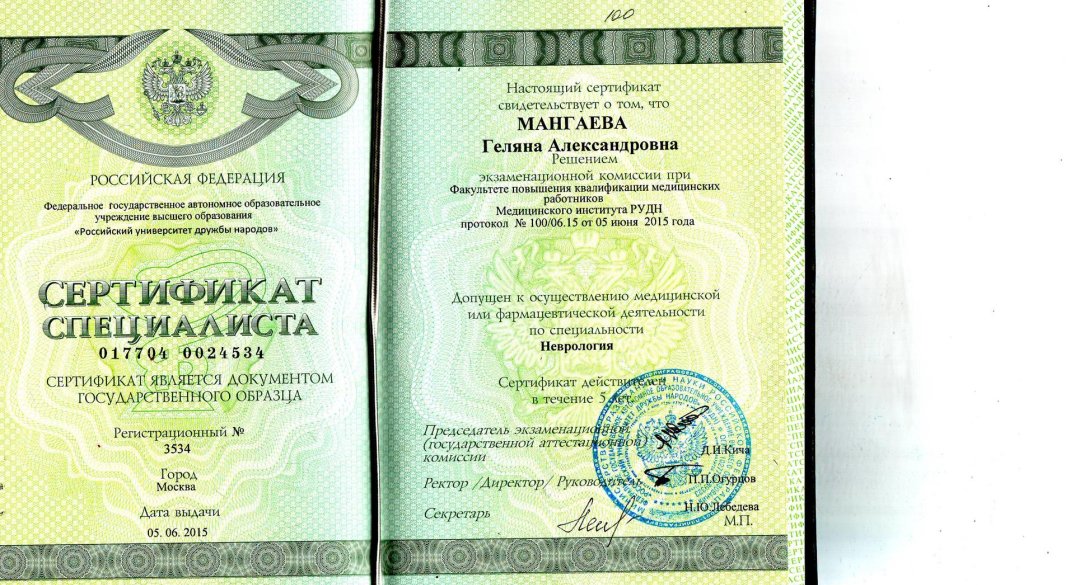 РОССИЙСКАЯ ФЕДЕРАЦИЯ
Федеральное государственное автономное образовательное
учреждение высшего образования
«Российский университет дружбы народов»
СЕРТИФИКАТ
СПЕЦИАЛИСТА
017704 0024534
СЕРТИФИКАТ ЯВЛЯЕТСЯ ДОКУМЕНТОМ
ГОСУДАРСТВЕННОГО ОБРАЗЦА
Регистрационный №
3534
Город
Москва
Дата выдачи
05. 06. 2015
100
Настоящий сертификат
свидетельствует о том, что
МАНГАЕВА
Геляна Александровна
Решением
экзаменационной комиссии при
Факультете повышения квалификации медицинских
работников
Медицинского института РУДН
протокол № 100/06.15 от 05 июня 2015 года
Допущен к осуществлению медицинской
или фармацевтической деятельности
по специальности
Неврология
Сертификат действителен
в течение 5 лет.
Председатель экзаменационной
(государственной аттестационной)
комиссии
Д.И.Кича
Ректор /Директор/ Руководитель
П.П.Огурцов
Секретарь
Н.Ю.Лебедева
М.П.